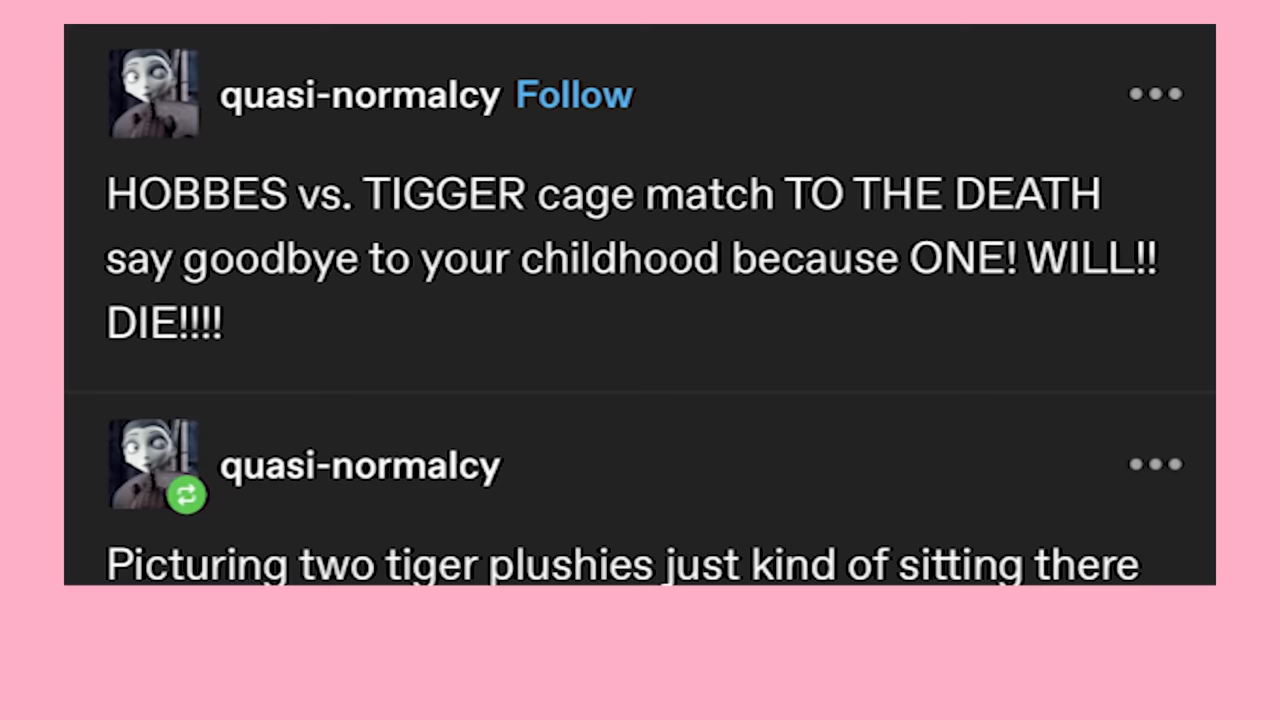 quasi-normalcy Follow
HOBBES vs. TIGGER cage match TO THE DEATH
say goodbye to your childhood because ONE! WILL!!
DIE!!!!
quasi-normalcy
Picturing two tiger plushies just kind of sitting there